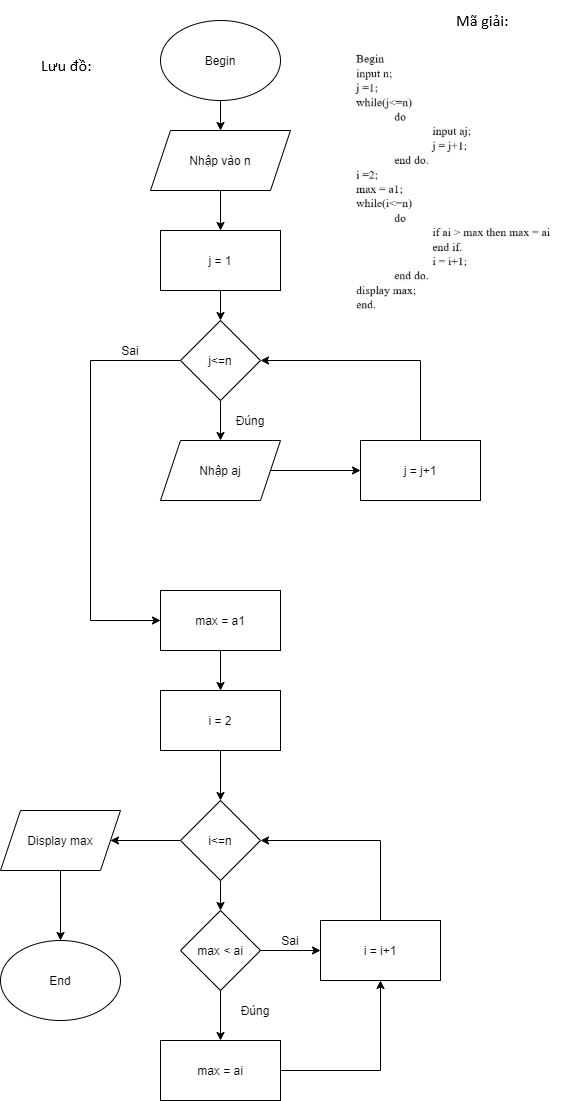 Mã giải:
Lưu đồ:
Begin
input n;
j =1;
while(j<=n)
do
input aj;
j = j+1;
end do.
i =2;
max = a1;
while(i<=n)
do
if ai > max then max = ai
end if.
i = i+1;
end do.
display max;
end.
Begin
Nhập vào n
j = 1
Sai
j<=n
Đúng
Nhập aj
j = j+1
max = a1
i = 2
Display max
i<=n
max < ai
Sai
i = i+1
End
Đúng
max = ai